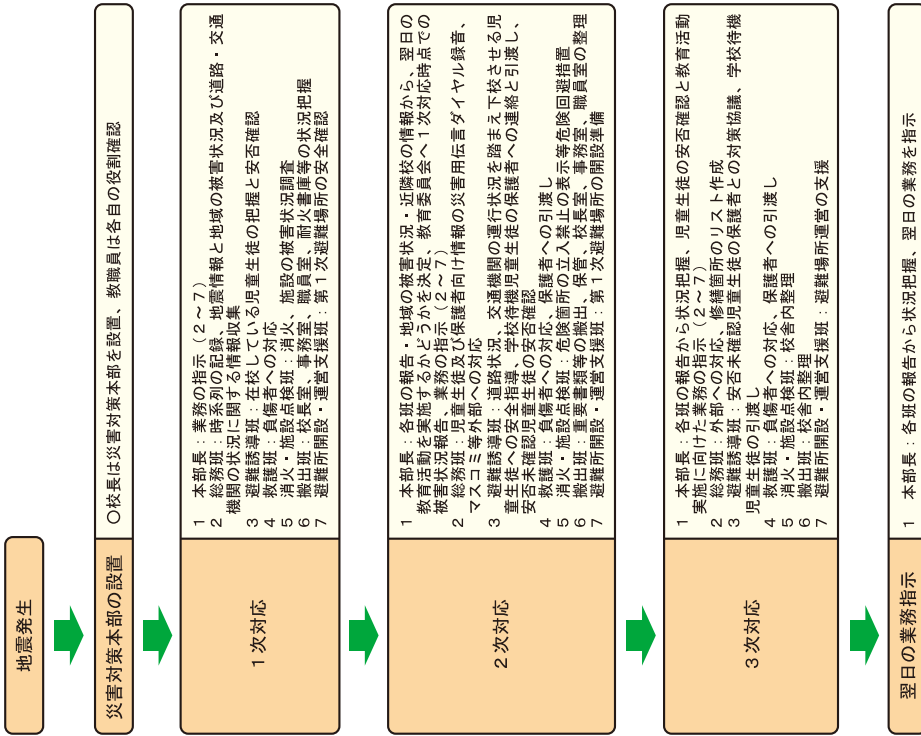 地震発生
災害対策本部の設置
〇校長は災害対策本部を設置、教職員は各自の役割確認
1次対応
1 本部長：業務の指示（2～7）
2 総務班：時系列の記録、地震情報と地域の被害状況及び道路・交通
機関の状況に関する情報収集
3 避難誘導班：在校している児童生徒の把握と安否確認
4 救護班：負傷者への対応
5 消火・施設点検班：消火、施設の被害状況調査
6 搬出班：校長室、事務室、職員室、耐火書庫等の状況把握
7 避難所開設・運営支援班：第1次避難場所の安全確認
2次対応
1 本部長：各班の報告・地域の被害状況・近隣校の情報から、翌日の
教育活動を実施するかどうかを決定、教育委員会へ1次対応時点での
被害状況報告、業務の指示（2～7）
2 総務班：児童生徒及び保護者向け情報の災害用伝言ダイヤル録音、
マスコミ等外部への対応
3 避難誘導班：道路状況、交通機関の運行状況を踏まえ下校させる児
童生徒への安全指導、学校待機児童生徒の保護者への連絡と引渡し、
安否未確認児童生徒の安否確認
4 救護班：負傷者への対応、保護者への引渡し
5 消火・施設点検班：危険箇所の立入禁止の表示等危険回避措置
6 搬出班：重要書類等の搬出、保管、校長室、事務室、職員室の整理
7 避難所開設・運営支援班：第1次避難場所の開設準備
3次対応
1 本部長：各班の報告から状況把握、児童生徒の安否確認と教育活動
実施に向けた業務の指示（2～7）
2 総務班：外部への対応、修繕箇所のリスト作成
3 避難誘導班：安否未確認児童生徒の保護者との対策協議、学校待機
児童生徒の引渡し
4 救護班：負傷者への対応、保護者への引渡し
5 消火・施設点検班：校舎内整理
6 搬出班：校舎内整理
7 避難所開設・運営支援班：避難場所運営の支援
翌日の業務指示
1 本部長：各班の報告から状況把握、翌日の業務を指示